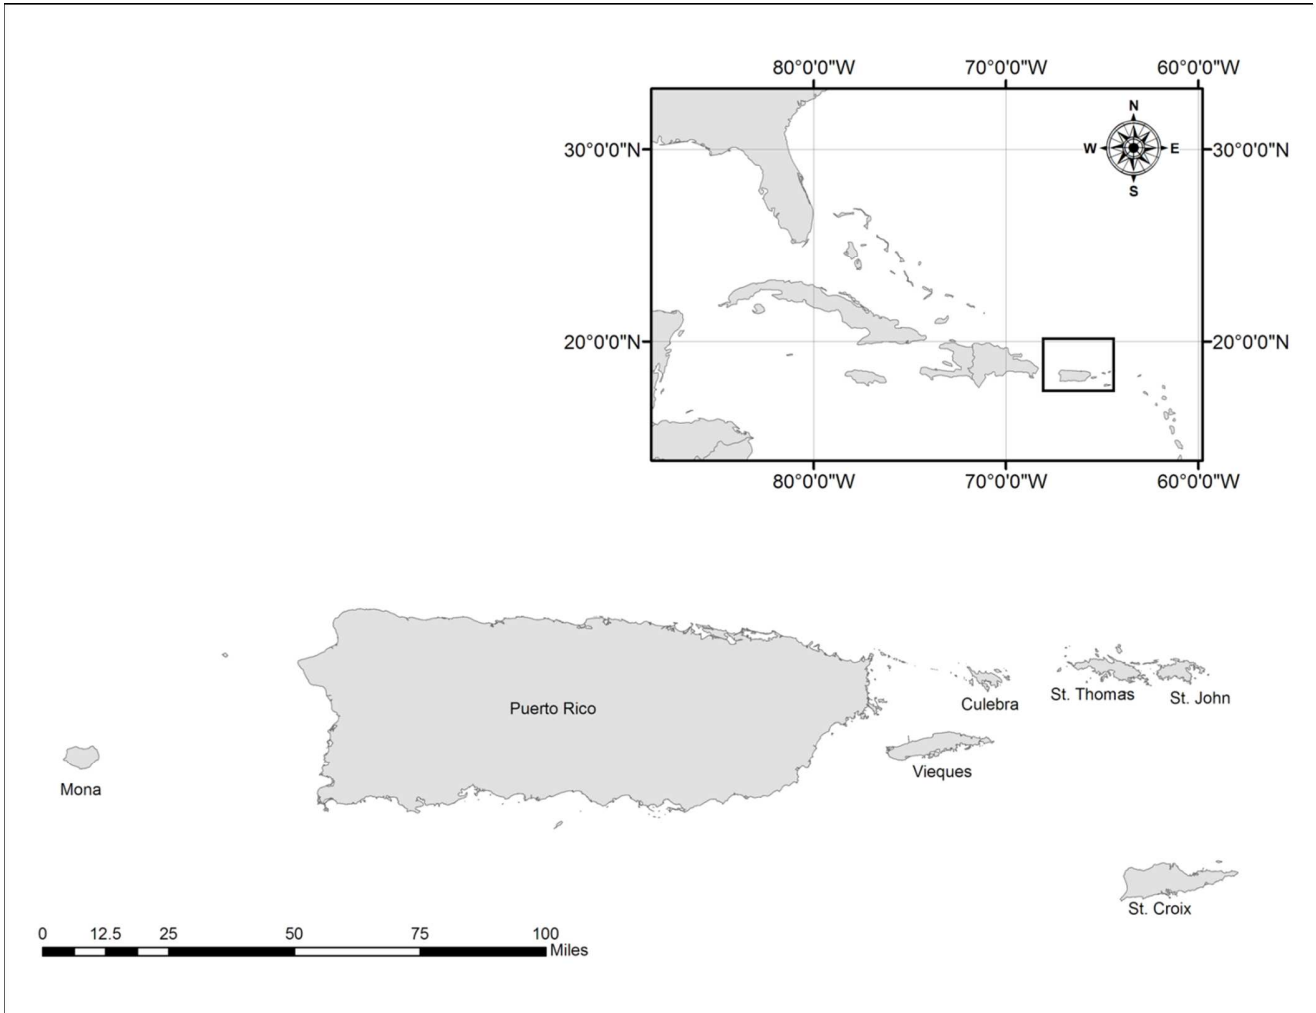 80°0'0"W 70°0'0"W 60°0'0"W
N
30°0'0"N W E 30°0'0"N
S
20°0'0"N 20°0'0"N
80°0'0"W 70°0'0"W 60°0'0"W
Puerto Rico
Culebra
St. Thomas
St. John
Vieques
Mona
St. Croix
0 12.5 25 50 75 100
Miles